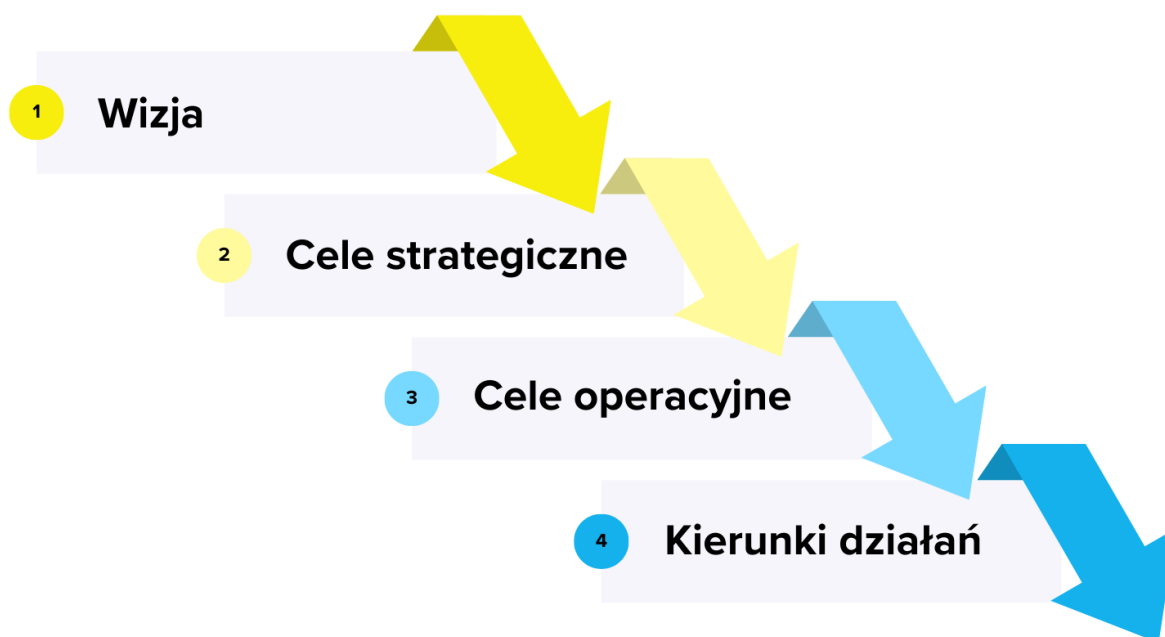 1
Wizja
2
Cele strategiczne
3
Cele operacyjne
4
Kierunki działań